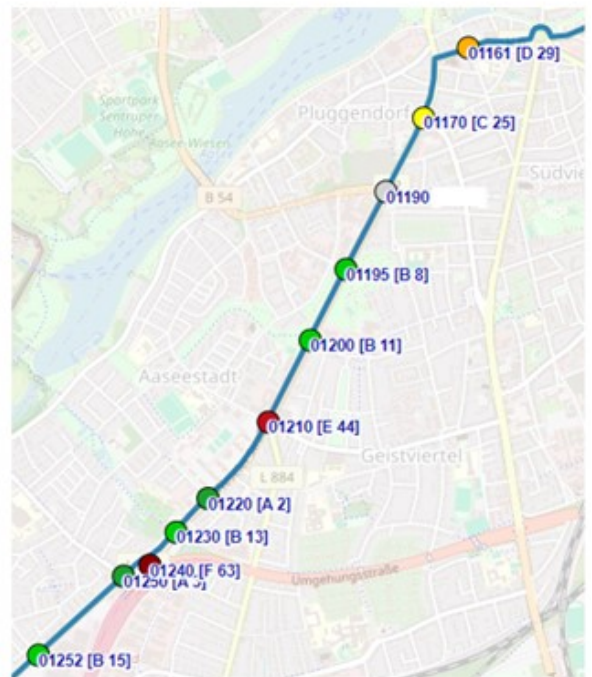 01161 [D 29]
Pluggendorf
01170 [C 25]
Sportpark
Sentruper
Höhe
Aasee-Wiesen
Aasee
B 54
01190
01195 [B 8]
01200 [B 11]
Aaseestadt
01210 [E 44]
Geistviertel
L 884
01220 [A 2]
01230 [B 13]
01240 [F 63]
Umgehungsstraße
01252 [B 15]